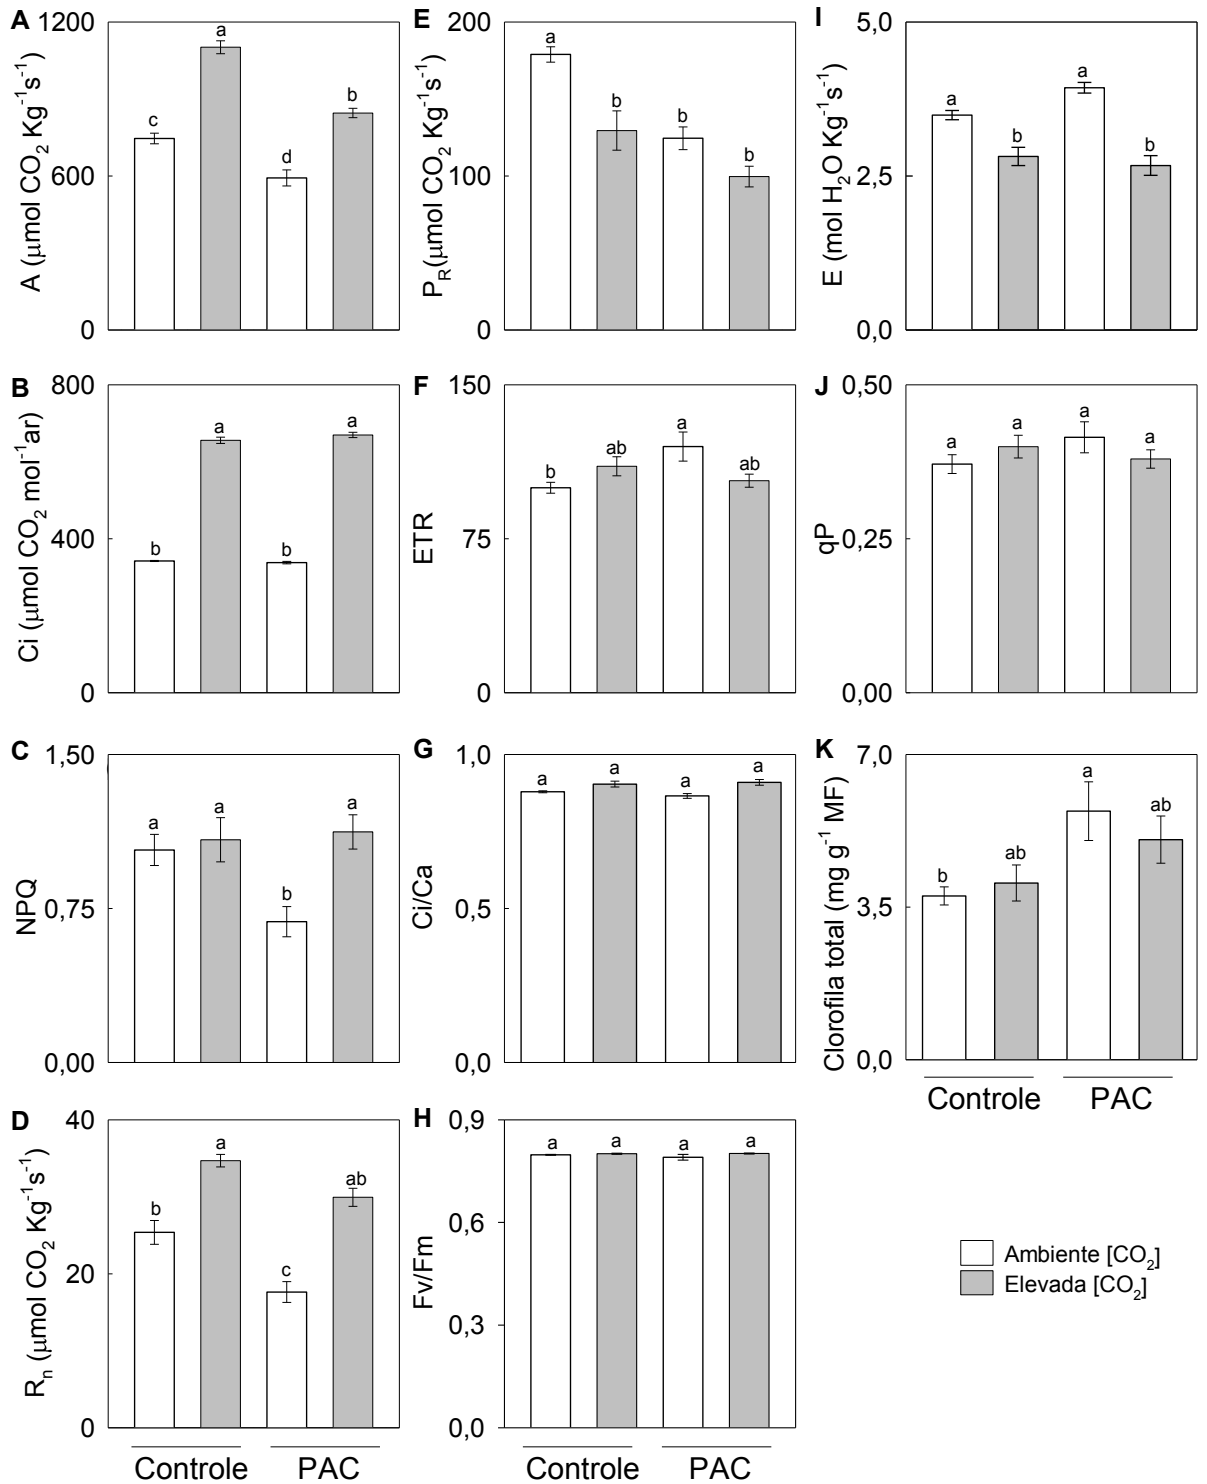 A
A (μmol CO₂ Kg⁻¹s⁻¹)
1200
600
0
c
a
d
b
E
P_R(μmol CO₂ Kg⁻¹s⁻¹)
200
100
0
a
b
b
b
I
E (mol H₂O Kg⁻¹s⁻¹)
5,0
2,5
0,0
a
b
a
b
B
Ci (μmol CO₂ mol⁻¹ar)
800
400
0
b
a
b
a
F
ETR
150
75
0
b
ab
a
ab
J
qP
0,50
0,25
0,00
a
a
a
a
C
NPQ
1,50
0,75
0,00
a
a
b
a
G
Ci/Ca
1,0
0,5
0,0
a
a
a
a
K
Clorofila total (mg g⁻¹ MF)
7,0
3,5
0,0
b
ab
a
ab
Controle PAC
D
Rₙ (μmol CO₂ Kg⁻¹s⁻¹)
40
20
0
b
a
c
ab
Controle PAC
H
Fv/Fm
0,9
0,6
0,3
0,0
a
a
a
a
Controle PAC
Ambiente [CO₂]
Elevada [CO₂]